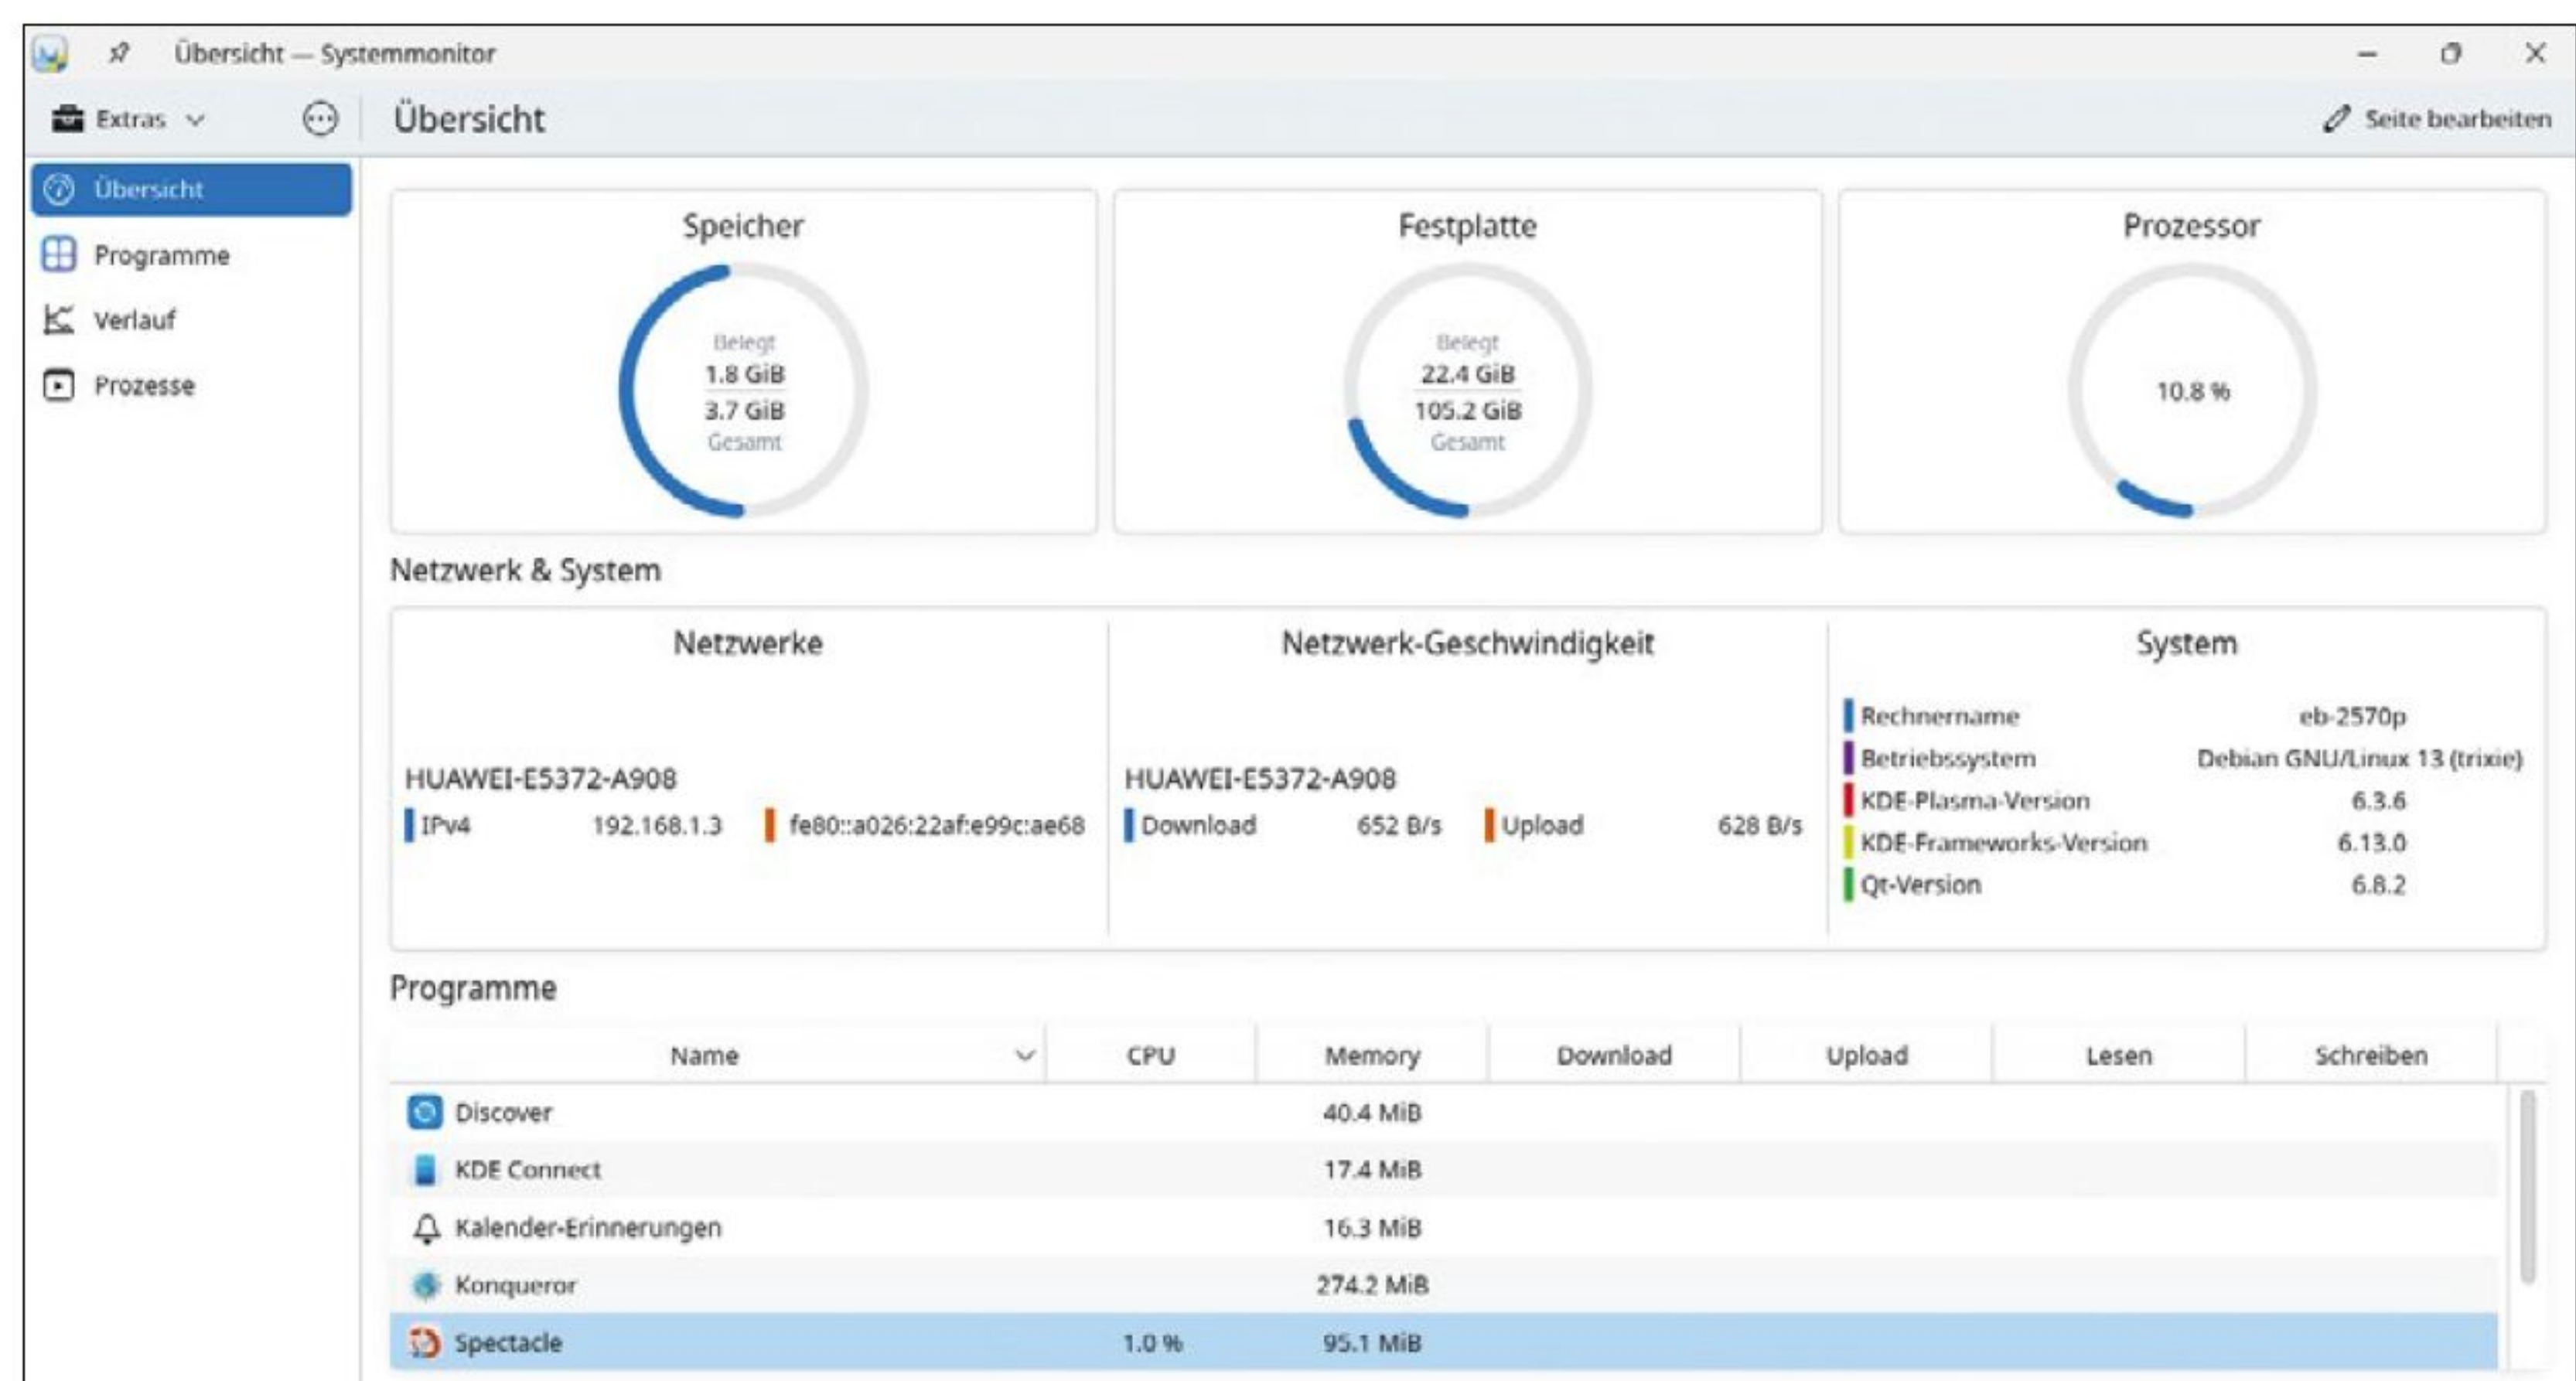 Übersicht — Systemmonitor
Extras
Übersicht
Seite bearbeiten
Übersicht
Programme
Verlauf
Prozesse
Speicher
Belegt
1.8 GiB
3.7 GiB
Gesamt
Festplatte
Belegt
22.4 GiB
105.2 GiB
Gesamt
Prozessor
10.8 %
Netzwerk & System
Netzwerke
HUAWEI-E5372-A908
IPv4 192.168.1.3 fe80::a026:22af:e99c:ae68
Netzwerk-Geschwindigkeit
HUAWEI-E5372-A908
Download 652 B/s Upload 628 B/s
System
Rechnername eb-2570p
Betriebssystem Debian GNU/Linux 13 (trixie)
KDE-Plasma-Version 6.3.6
KDE-Frameworks-Version 6.13.0
Qt-Version 6.8.2
Programme
Name CPU Memory Download Upload Lesen Schreiben
Discover 40.4 MiB
KDE Connect 17.4 MiB
Kalender-Erinnerungen 16.3 MiB
Konqueror 274.2 MiB
Spectacle 1.0 % 95.1 MiB